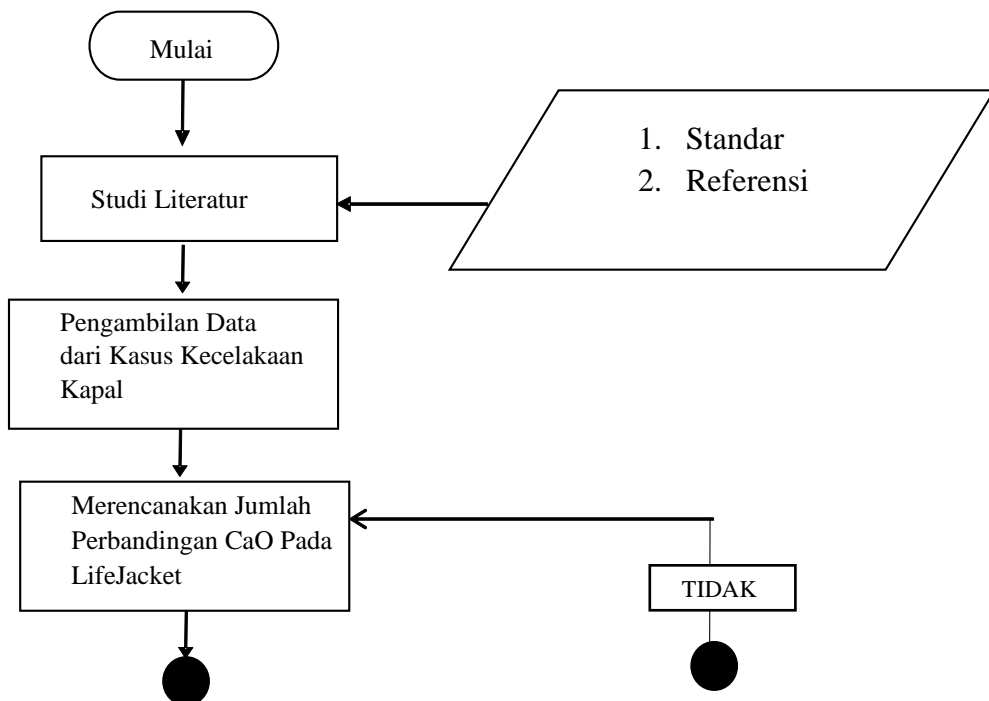 Mulai
1. Standar
2. Referensi
Studi Literatur
Pengambilan Data
dari Kasus Kecelakaan
Kapal
Merencanakan Jumlah
Perbandingan CaO Pada
LifeJacket
TIDAK